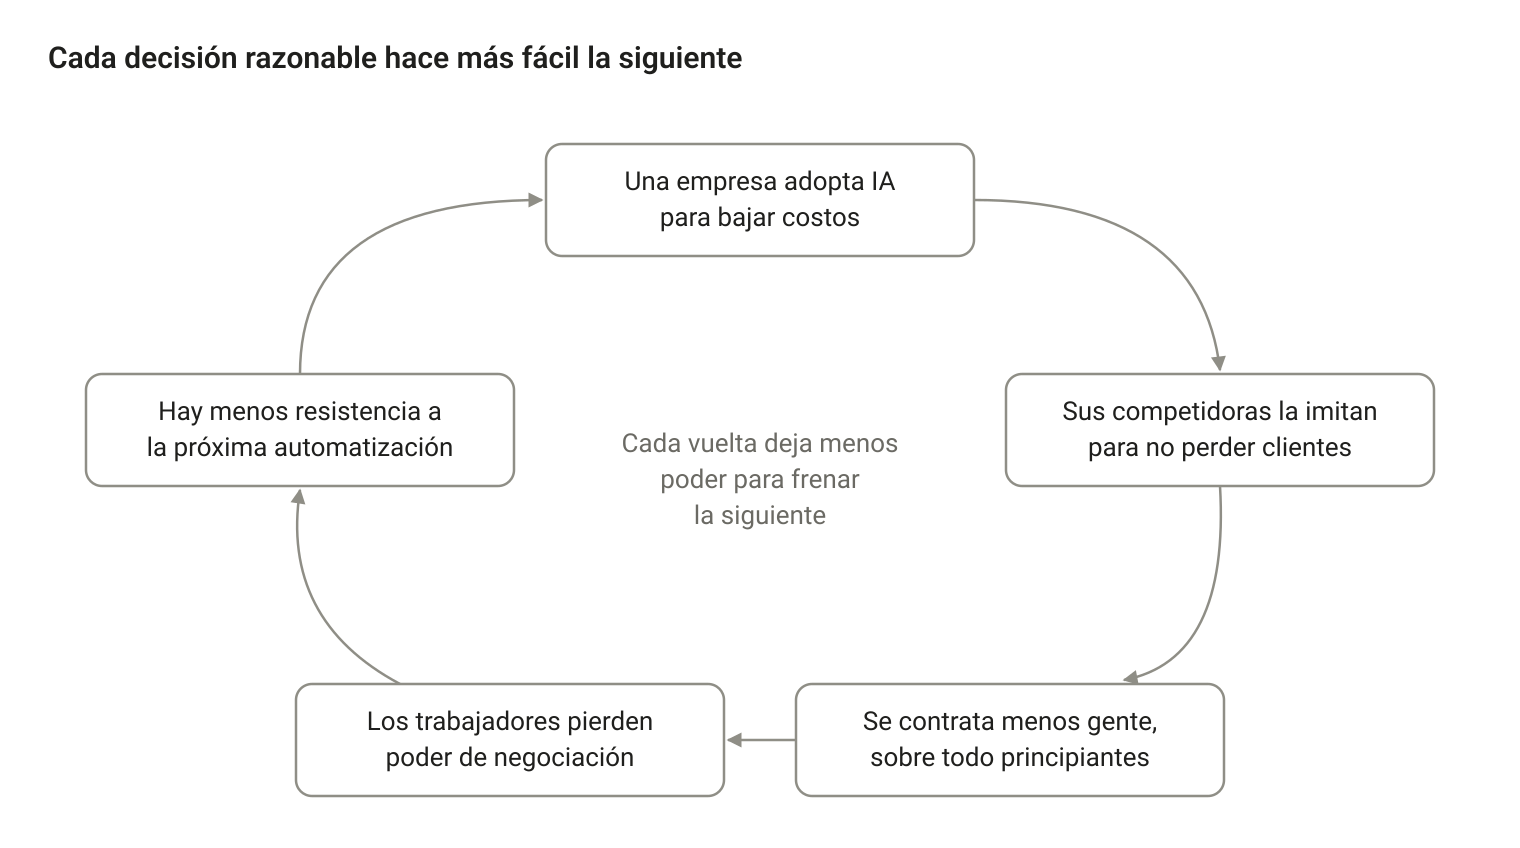 Cada decisión razonable hace más fácil la siguiente
Una empresa adopta IA
para bajar costos
Hay menos resistencia a
la próxima automatización
Sus competidoras la imitan
para no perder clientes
Cada vuelta deja menos
poder para frenar
la siguiente
Los trabajadores pierden
poder de negociación
Se contrata menos gente,
sobre todo principiantes